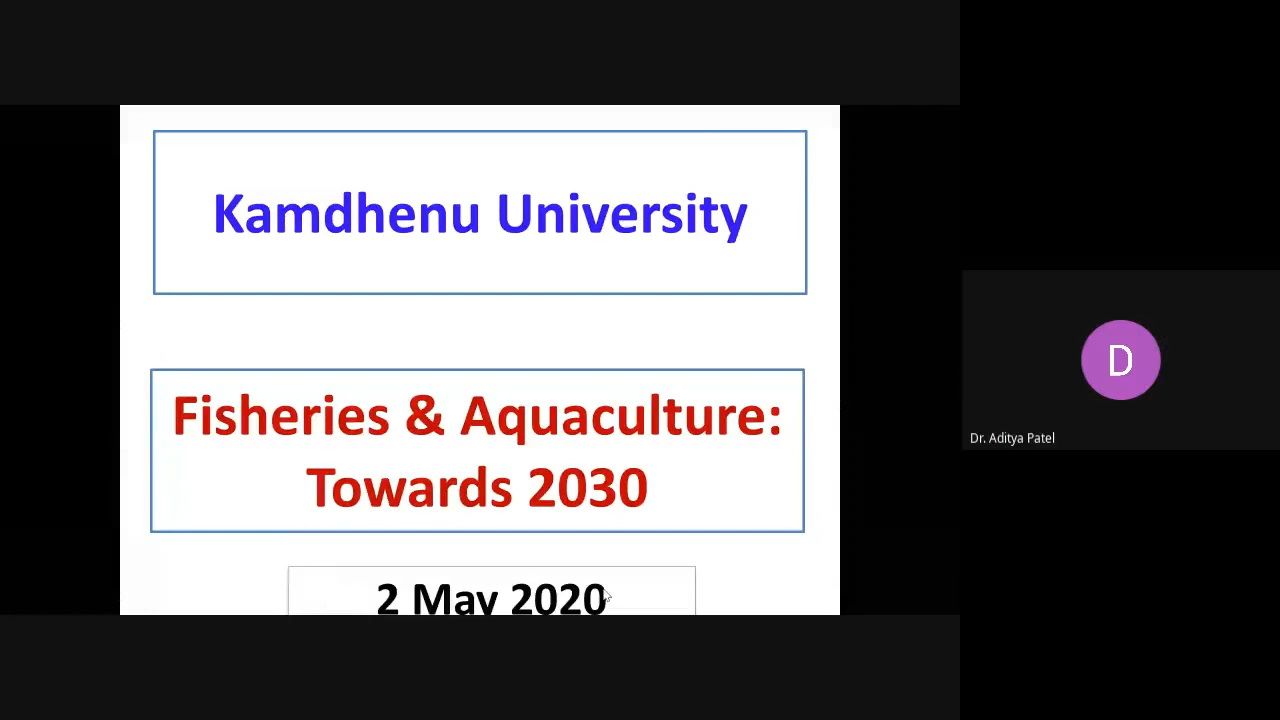 Kamdhenu University
Fisheries & Aquaculture:
Towards 2030
2 May 2020
D
Dr. Aditya Patel